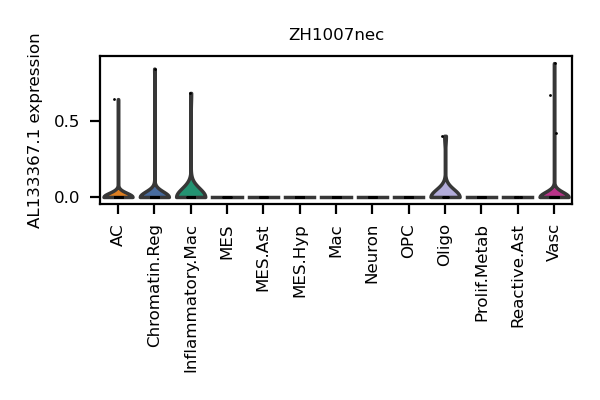 ZH1007nec
AL133367.1 expression
0.5
0.0
AC
Chromatin.Reg
Inflammatory.Mac
MES
MES.Ast
MES.Hyp
Mac
Neuron
OPC
Oligo
Prolif.Metab
Reactive.Ast
Vasc